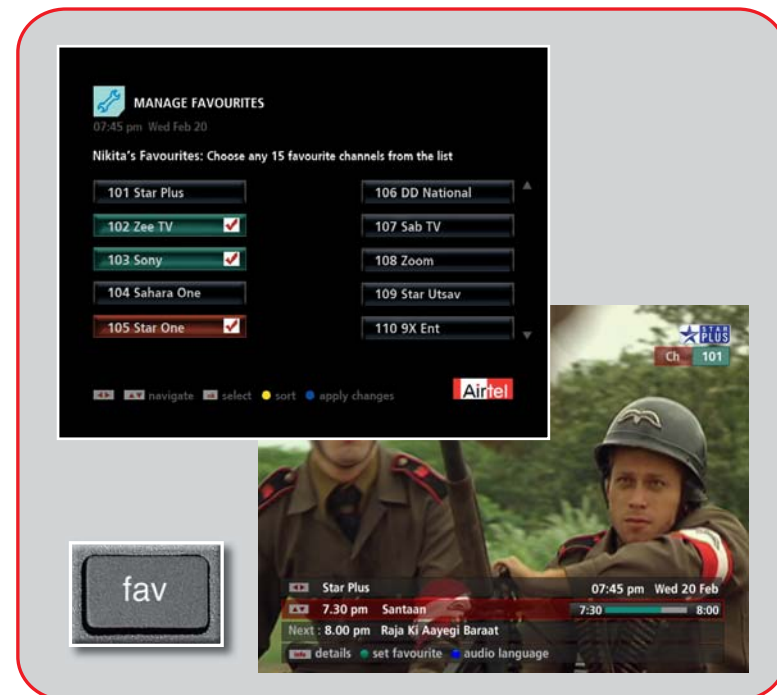 MANAGE FAVOURITES
07:45 pm Wed Feb 20
Nikita's Favourites: Choose any 15 favourite channels from the list
101 Star Plus
106 DD National
102 Zee TV
107 Sab TV
103 Sony
108 Zoom
104 Sahara One
109 Star Utsav
105 Star One
110 9X Ent
navigate
ok select
sort
apply changes
Airtel
STAR
PLUS
Ch 101
fav
Star Plus
07:45 pm Wed 20 Feb
7.30 pm Santaan
7:30
8:00
Next : 8.00 pm Raja Ki Aayegi Baraat
info details
set favourite
audio language